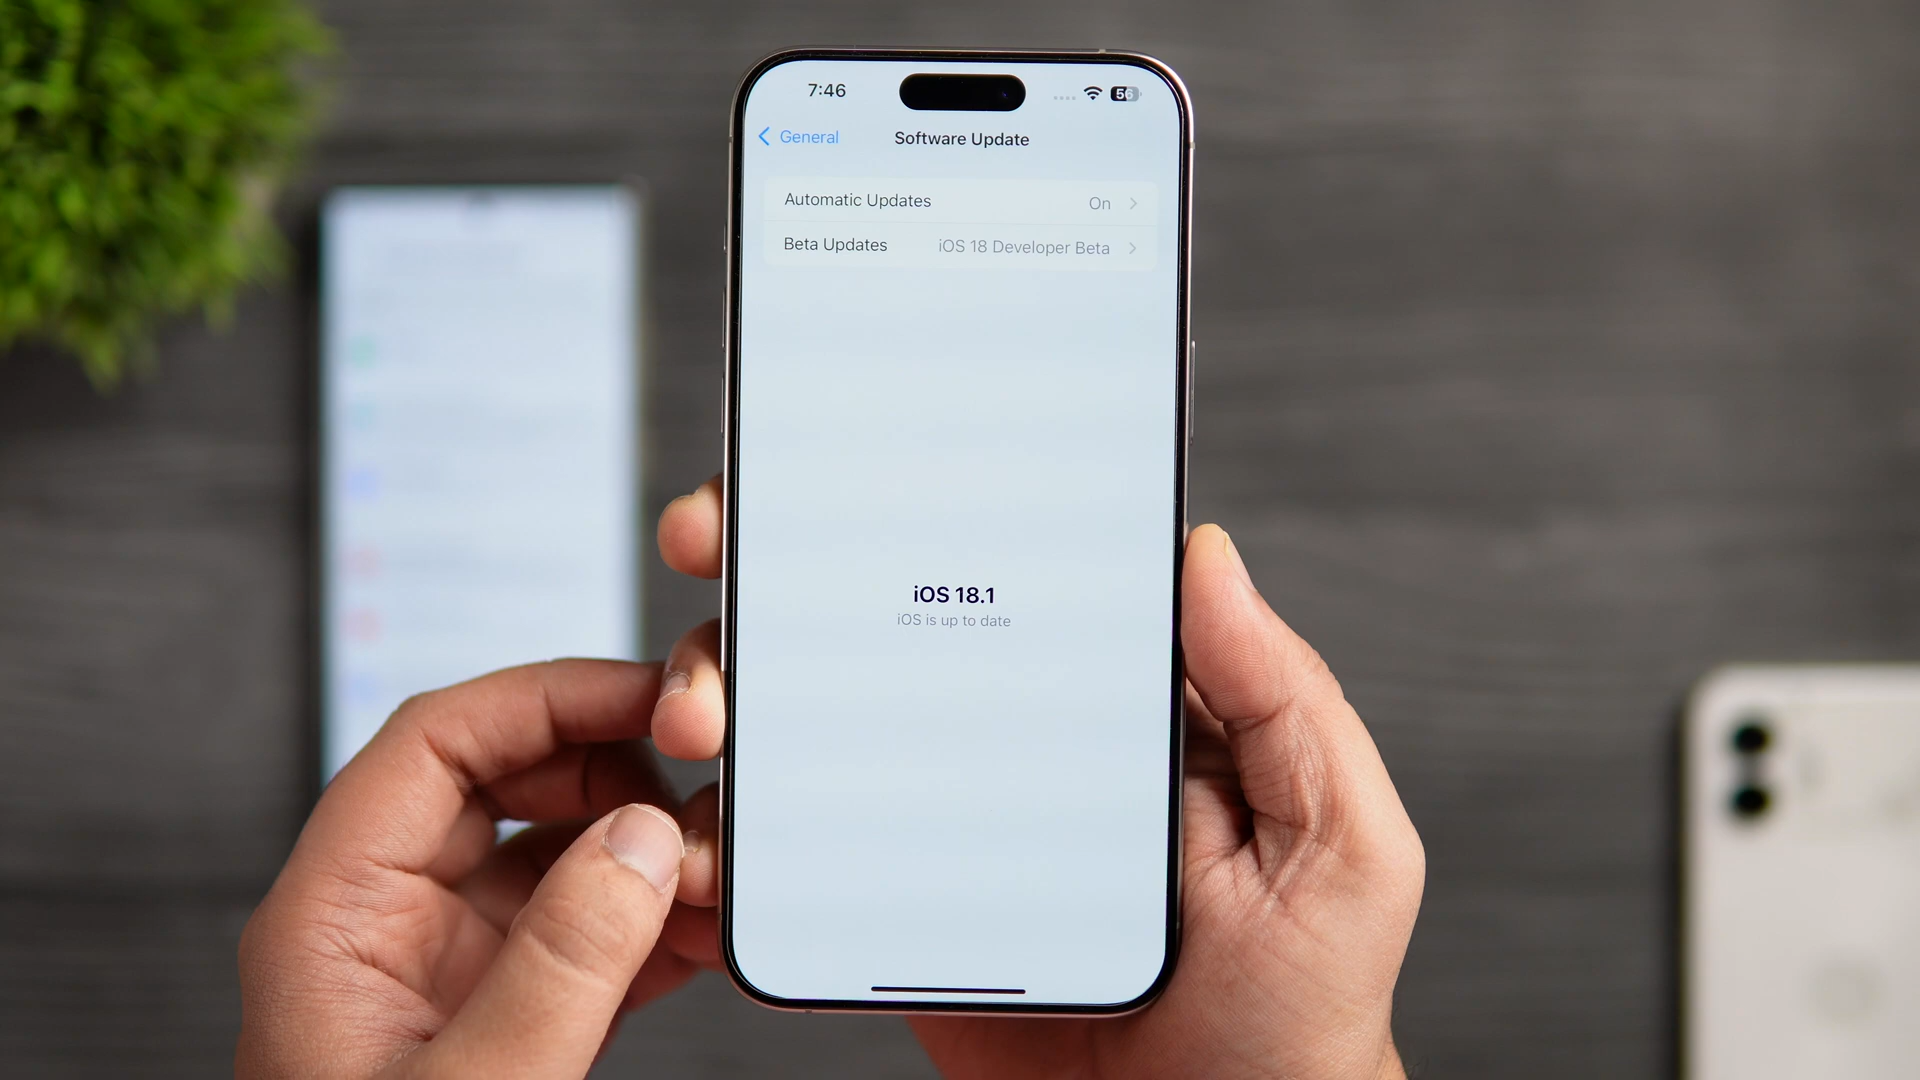 7:46 56
General Software Update
Automatic Updates On
Beta Updates iOS 18 Developer Beta
iOS 18.1
iOS is up to date